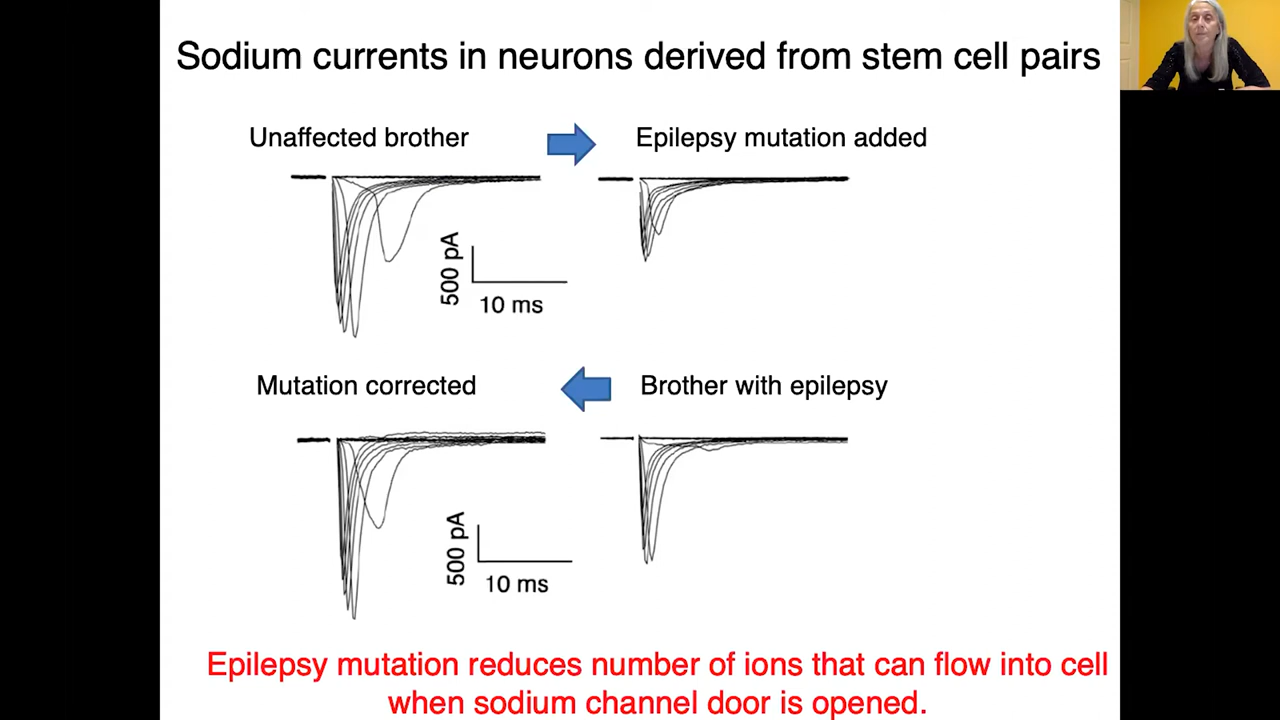 Sodium currents in neurons derived from stem cell pairs
Unaffected brother
Epilepsy mutation added
500 pA
10 ms
Mutation corrected
Brother with epilepsy
500 pA
10 ms
Epilepsy mutation reduces number of ions that can flow into cell
when sodium channel door is opened.